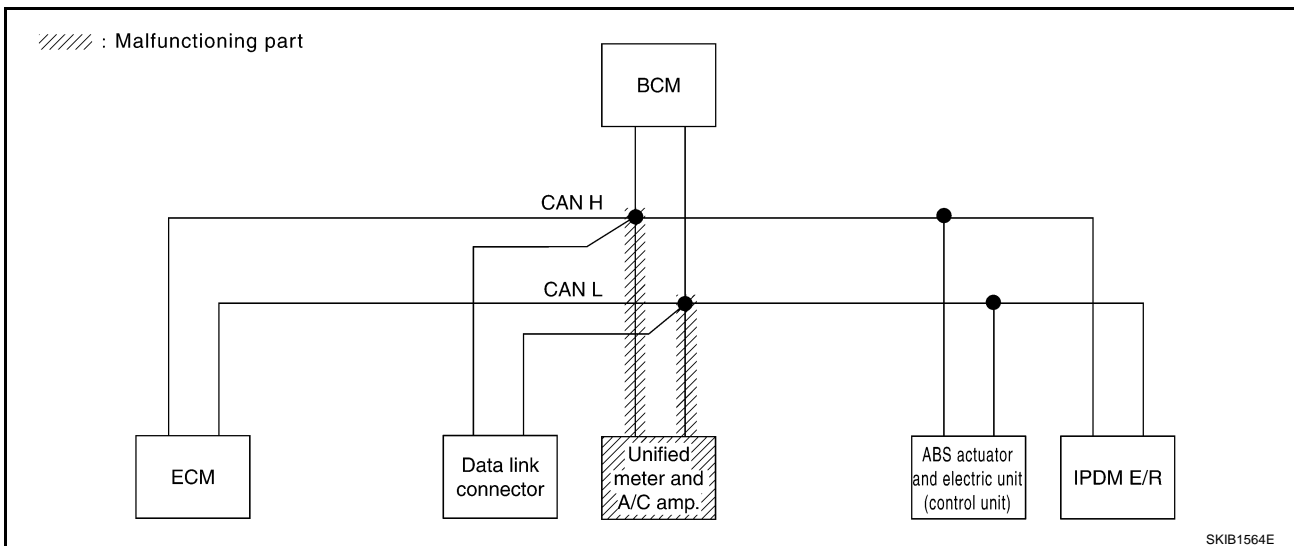 : Malfunctioning part
BCM
CAN H
CAN L
ECM
Data link
connector
Unified
meter and
A/C amp.
ABS actuator
and electric unit
(control unit)
IPDM E/R
SKIB1564E